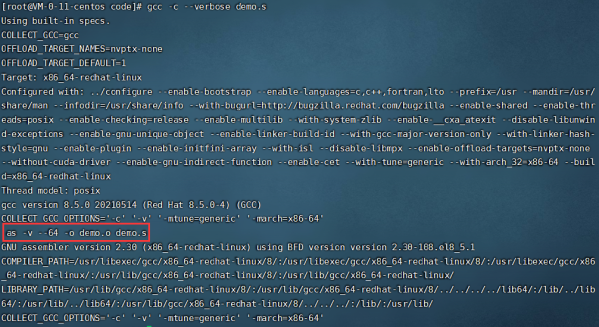 [root@VM-0-11-centos code]# gcc -c --verbose demo.s
Using built-in specs.
COLLECT_GCC=gcc
OFFLOAD_TARGET_NAMES=nvptx-none
OFFLOAD_TARGET_DEFAULT=1
Target: x86_64-redhat-linux
Configured with: ../configure --enable-bootstrap --enable-languages=c,c++,fortran,lto --prefix=/usr --mandir=/usr/
share/man --infodir=/usr/share/info --with-bugurl=http://bugzilla.redhat.com/bugzilla --enable-shared --enable-thr
eads=posix --enable-checking=release --enable-multilib --with-system-zlib --enable-__cxa_atexit --disable-libunwin
d-exceptions --enable-gnu-unique-object --enable-linker-build-id --with-gcc-major-version-only --with-linker-hash-
style=gnu --enable-plugin --enable-initfini-array --with-isl --disable-libmpx --enable-offload-targets=nvptx-none
--without-cuda-driver --enable-gnu-indirect-function --enable-cet --with-tune=generic --with-arch_32=x86-64 --buil
d=x86_64-redhat-linux
Thread model: posix
gcc version 8.5.0 20210514 (Red Hat 8.5.0-4) (GCC)
COLLECT_GCC_OPTIONS='-c' '-v' '-mtune=generic' '-march=x86-64'
as -v --64 -o demo.o demo.s
GNU assembler version 2.30 (x86_64-redhat-linux) using BFD version version 2.30-108.el8_5.1
COMPILER_PATH=/usr/libexec/gcc/x86_64-redhat-linux/8/:/usr/libexec/gcc/x86_64-redhat-linux/8/:/usr/libexec/gcc/x86
_64-redhat-linux/:/usr/lib/gcc/x86_64-redhat-linux/8/:/usr/lib/gcc/x86_64-redhat-linux/
LIBRARY_PATH=/usr/lib/gcc/x86_64-redhat-linux/8/:/usr/lib/gcc/x86_64-redhat-linux/8/../../../../lib64/:/lib/../lib
64/:/usr/lib/../lib64/:/usr/lib/gcc/x86_64-redhat-linux/8/../../../:/lib/:/usr/lib/
COLLECT_GCC_OPTIONS='-c' '-v' '-mtune=generic' '-march=x86-64'